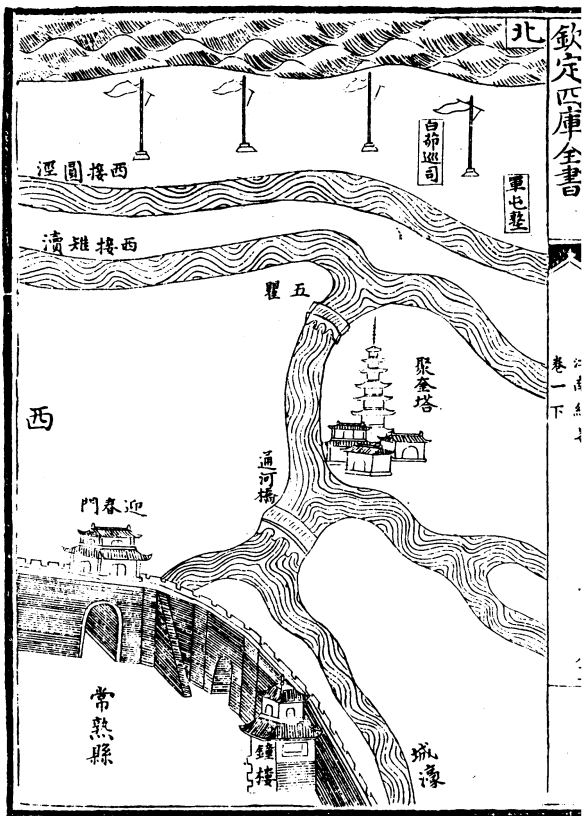 欽定四庫全書
卷一下
北
白茆巡司
軍屯
西接圓涇
西接雉瀆
五瞿
聚奎塔
通河橋
西
迎春門
常熟縣
鐘樓
城濠